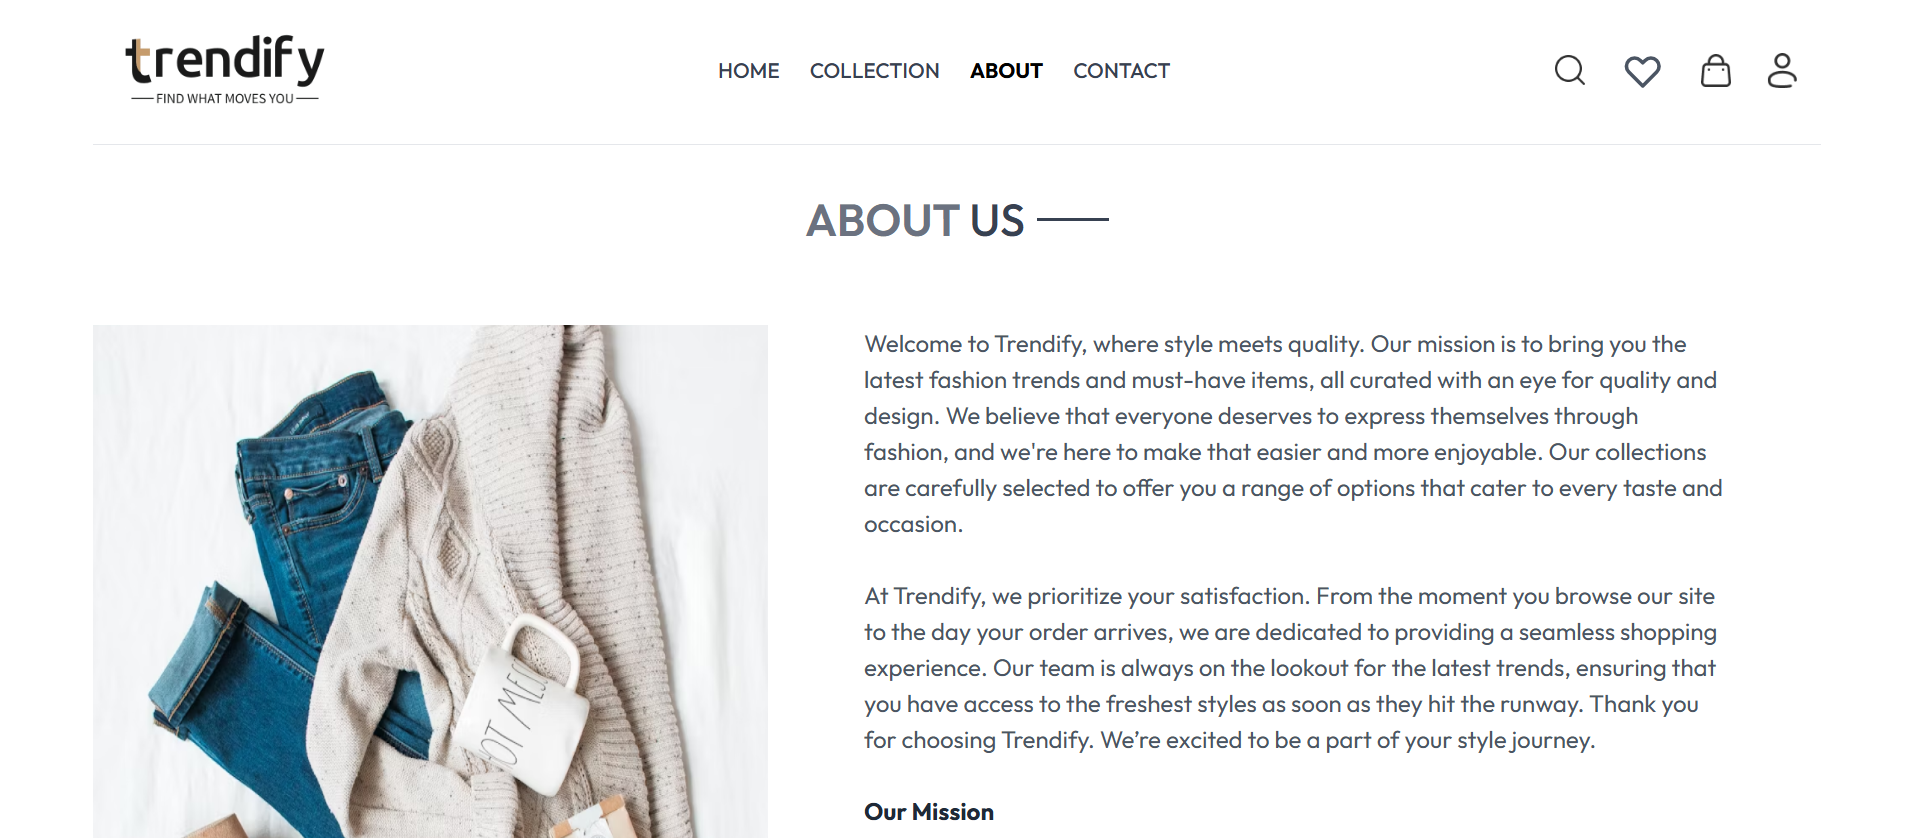 trendify
FIND WHAT MOVES YOU
HOME COLLECTION ABOUT CONTACT
ABOUT US
Welcome to Trendify, where style meets quality. Our mission is to bring you the
latest fashion trends and must-have items, all curated with an eye for quality and
design. We believe that everyone deserves to express themselves through
fashion, and we're here to make that easier and more enjoyable. Our collections
are carefully selected to offer you a range of options that cater to every taste and
occasion.
At Trendify, we prioritize your satisfaction. From the moment you browse our site
to the day your order arrives, we are dedicated to providing a seamless shopping
experience. Our team is always on the lookout for the latest trends, ensuring that
you have access to the freshest styles as soon as they hit the runway. Thank you
for choosing Trendify. We’re excited to be a part of your style journey.
HOT MESS
Our Mission